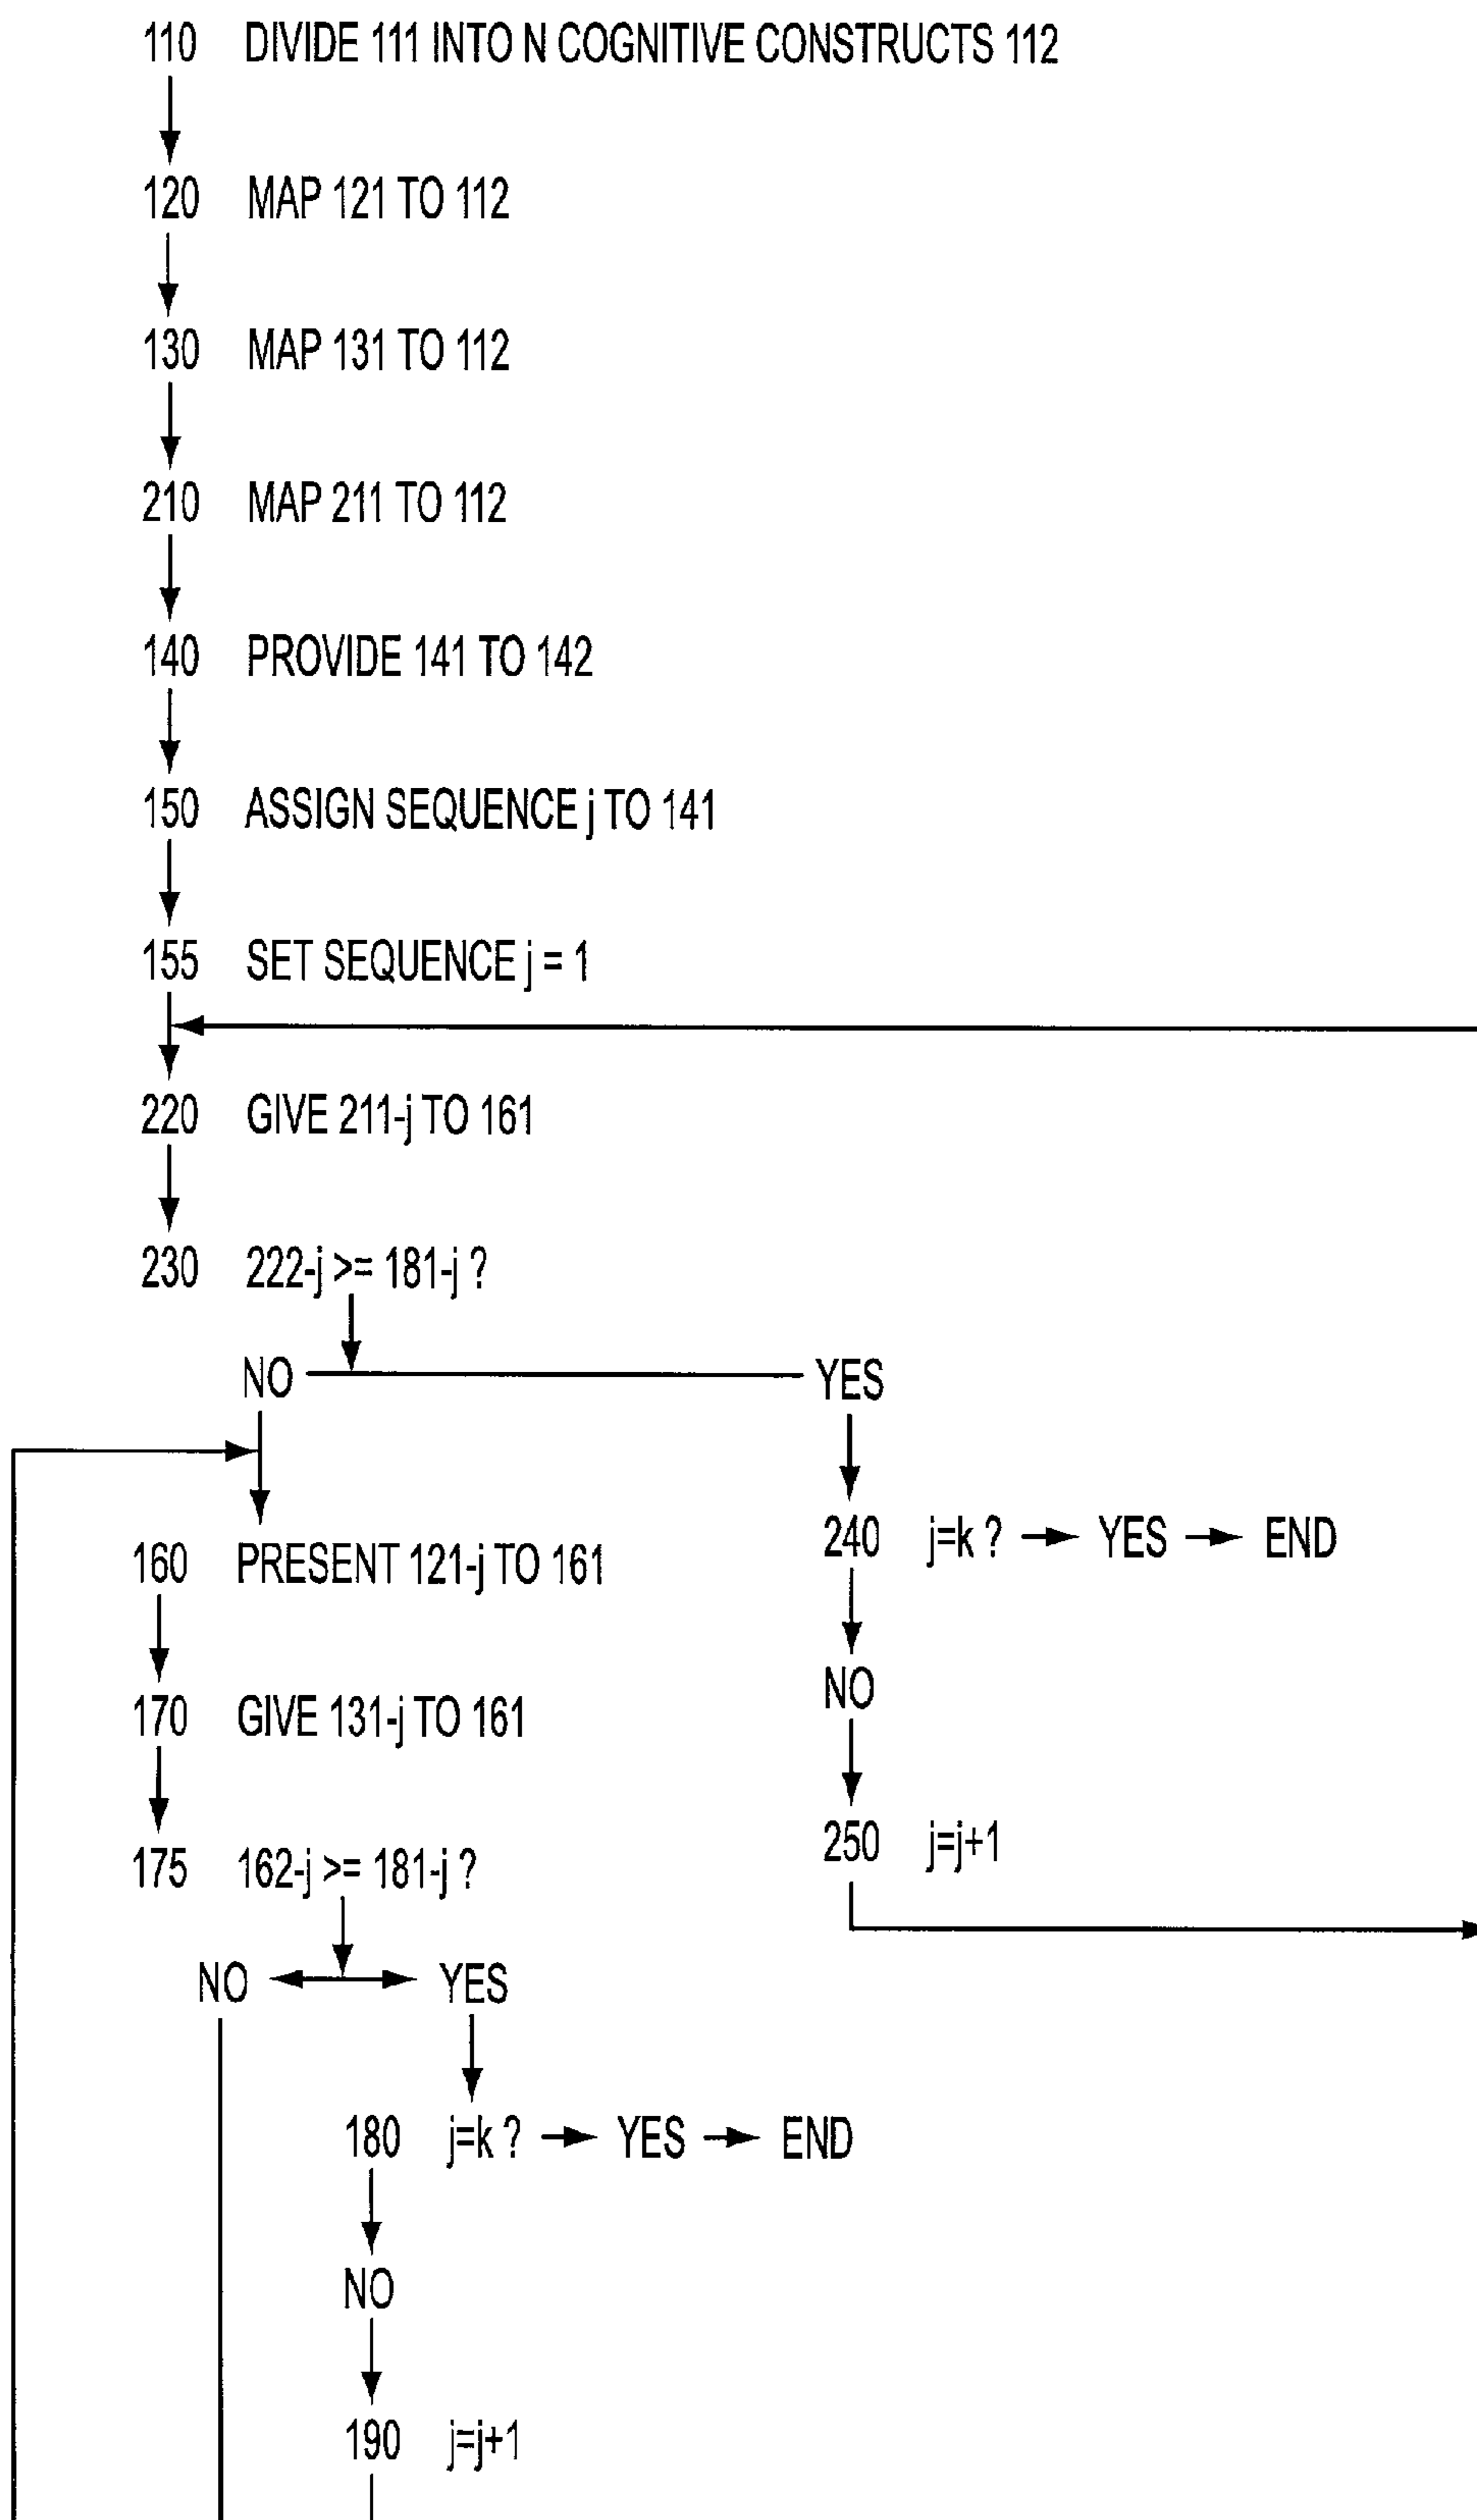 110 DIVIDE 111 INTO N COGNITIVE CONSTRUCTS 112
120 MAP 121 TO 112
130 MAP 131 TO 112
210 MAP 211 TO 112
140 PROVIDE 141 TO 142
150 ASSIGN SEQUENCE j TO 141
155 SET SEQUENCE j = 1
220 GIVE 211-j TO 161
230 222-j >= 181-j ?
NO YES
240 j=k ? YES END
160 PRESENT 121-j TO 161
NO
170 GIVE 131-j TO 161
250 j=j+1
175 162-j >= 181-j ?
NO YES
180 j=k ? YES END
NO
190 j=j+1